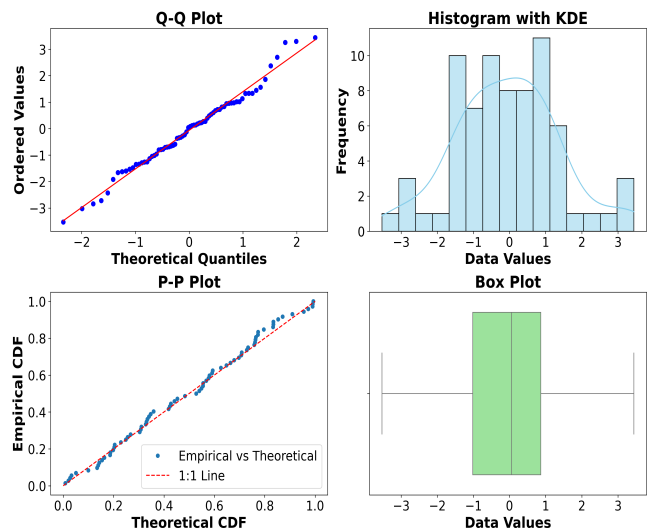 Q-Q Plot
Ordered Values
3
2
1
0
−1
−2
−3
−2 −1 0 1 2
Theoretical Quantiles
Histogram with KDE
Frequency
10
8
6
4
2
0
−3 −2 −1 0 1 2 3
Data Values
P-P Plot
Empirical CDF
1.0
0.8
0.6
0.4
0.2
0.0
Empirical vs Theoretical
1:1 Line
0.0 0.2 0.4 0.6 0.8 1.0
Theoretical CDF
Box Plot
−3 −2 −1 0 1 2 3
Data Values